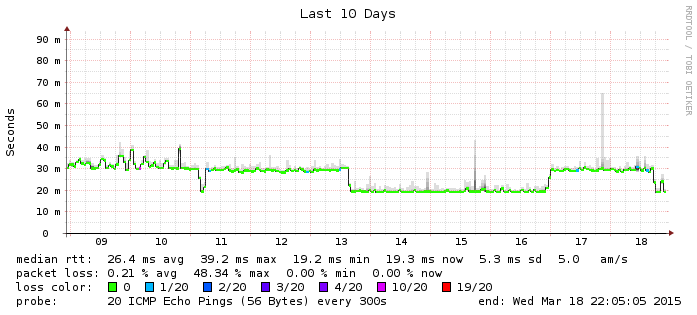 Last 10 Days
RRDTOOL / TOBI OETIKER
Seconds
90 m
80 m
70 m
60 m
50 m
40 m
30 m
20 m
10 m
0
09 10 11 12 13 14 15 16 17 18
median rtt: 26.4 ms avg 39.2 ms max 19.2 ms min 19.3 ms now 5.3 ms sd 5.0 am/s
packet loss: 0.21 % avg 48.34 % max 0.00 % min 0.00 % now
loss color: 0 1/20 2/20 3/20 4/20 10/20 19/20
probe: 20 ICMP Echo Pings (56 Bytes) every 300s end: Wed Mar 18 22:05:05 2015